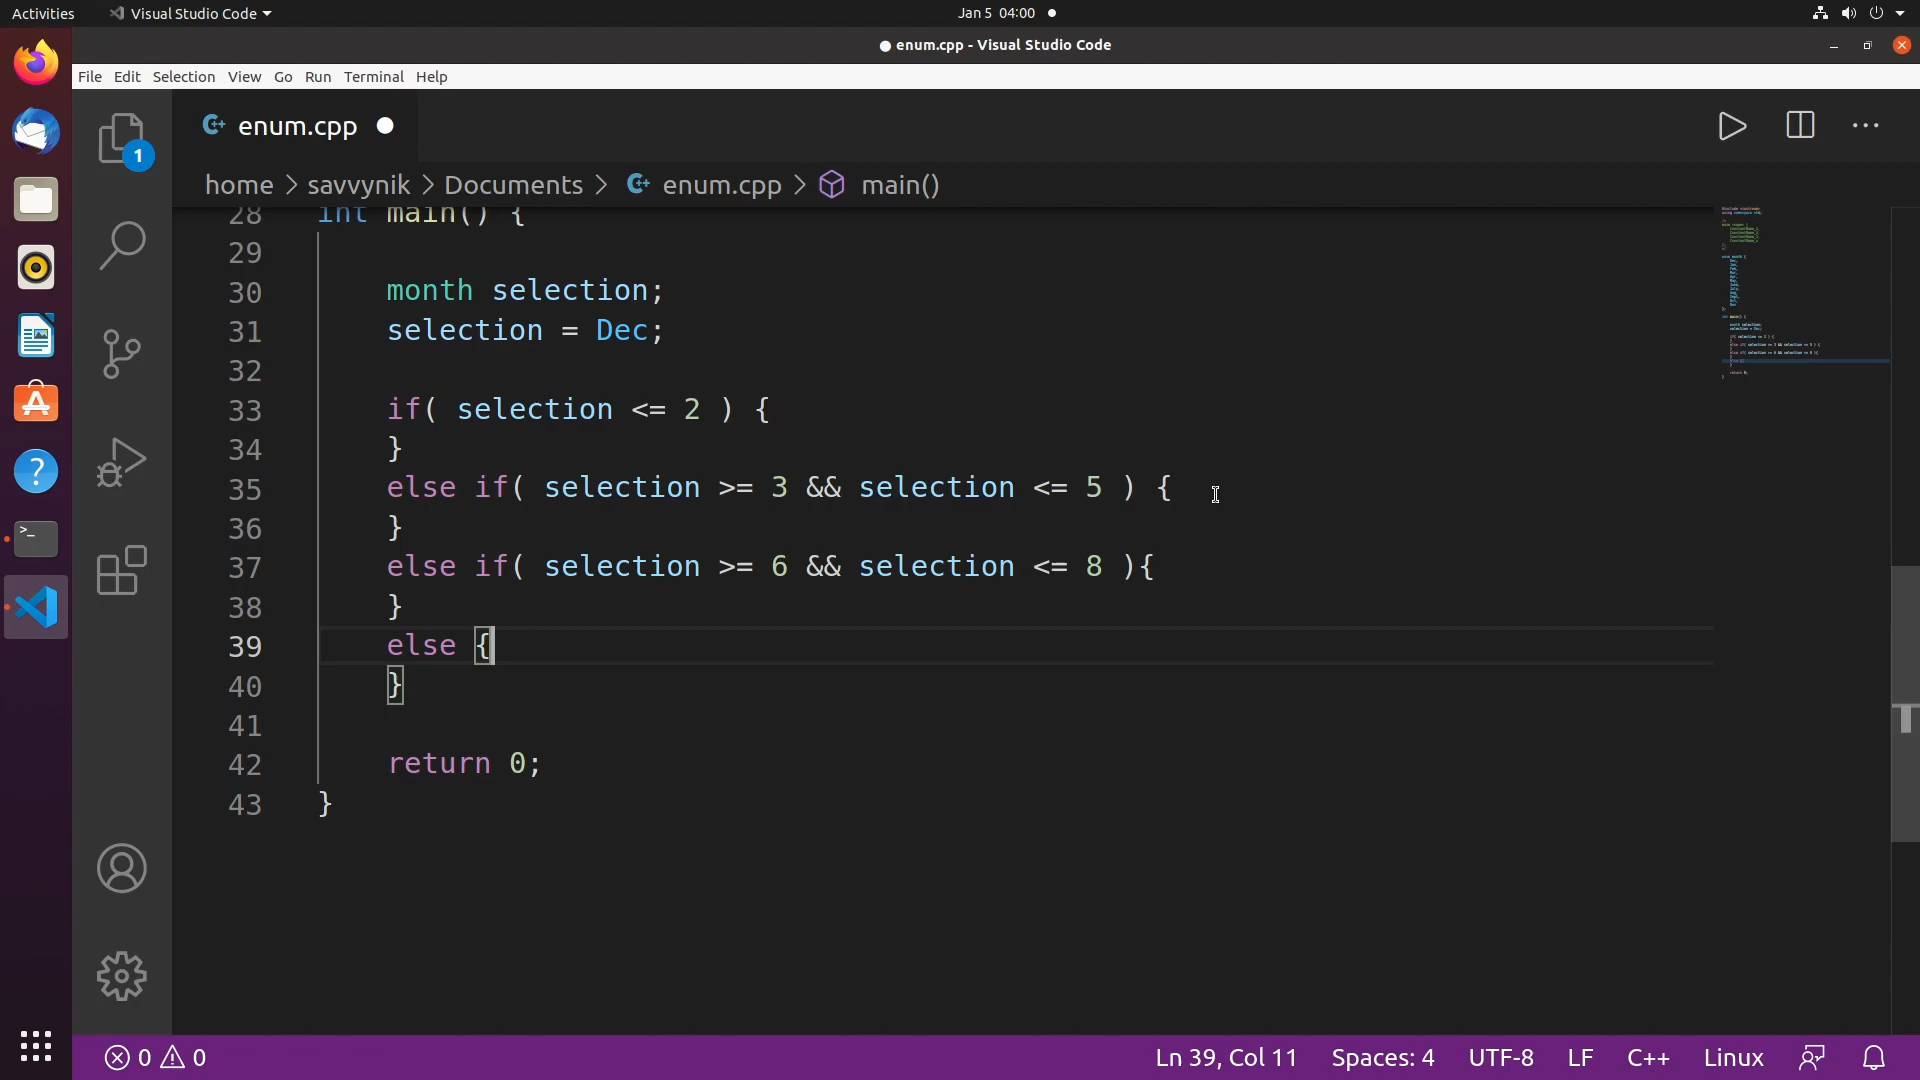 Activities Visual Studio Code Jan 5 04:00
● enum.cpp - Visual Studio Code
File Edit Selection View Go Run Terminal Help
enum.cpp ●
1
home > savvynik > Documents > enum.cpp > main()
28 int main() {
29
30 month selection;
31 selection = Dec;
32
33 if( selection <= 2 ) {
34 }
35 else if( selection >= 3 && selection <= 5 ) {
36 }
37 else if( selection >= 6 && selection <= 8 ){
38 }
39 else {
40 }
41
42 return 0;
43 }
0 0 Ln 39, Col 11 Spaces: 4 UTF-8 LF C++ Linux